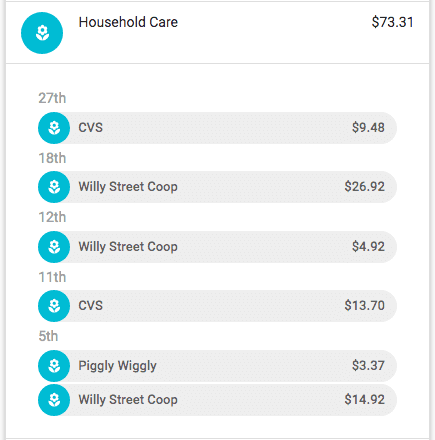 Household Care $73.31
27th
CVS $9.48
18th
Willy Street Coop $26.92
12th
Willy Street Coop $4.92
11th
CVS $13.70
5th
Piggly Wiggly $3.37
Willy Street Coop $14.92